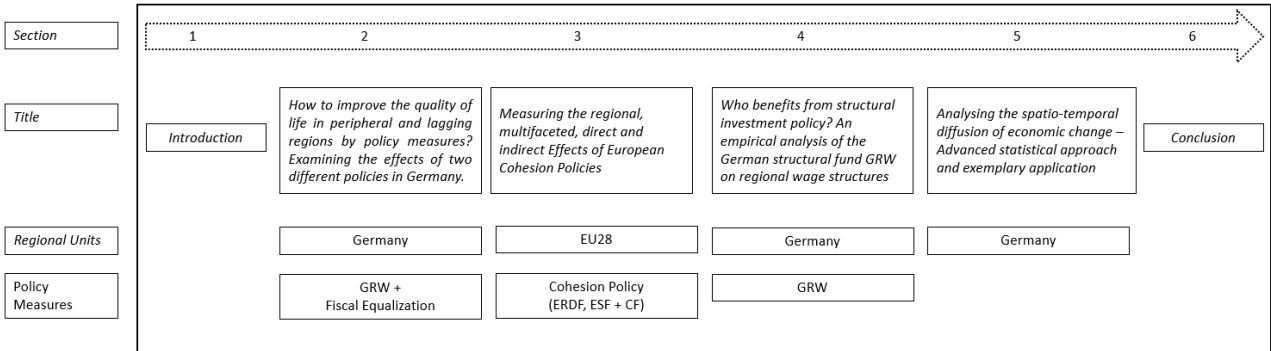 Section
1
2
3
4
5
6
Title
Introduction
How to improve the quality of
life in peripheral and lagging
regions by policy measures?
Examining the effects of two
different policies in Germany.
Measuring the regional,
multifaceted, direct and
indirect Effects of European
Cohesion Policies
Who benefits from structural
investment policy? An
empirical analysis of the
German structural fund GRW
on regional wage structures
Analysing the spatio-temporal
diffusion of economic change –
Advanced statistical approach
and exemplary application
Conclusion
Regional Units
Germany
EU28
Germany
Germany
Policy
Measures
GRW +
Fiscal Equalization
Cohesion Policy
(ERDF, ESF + CF)
GRW